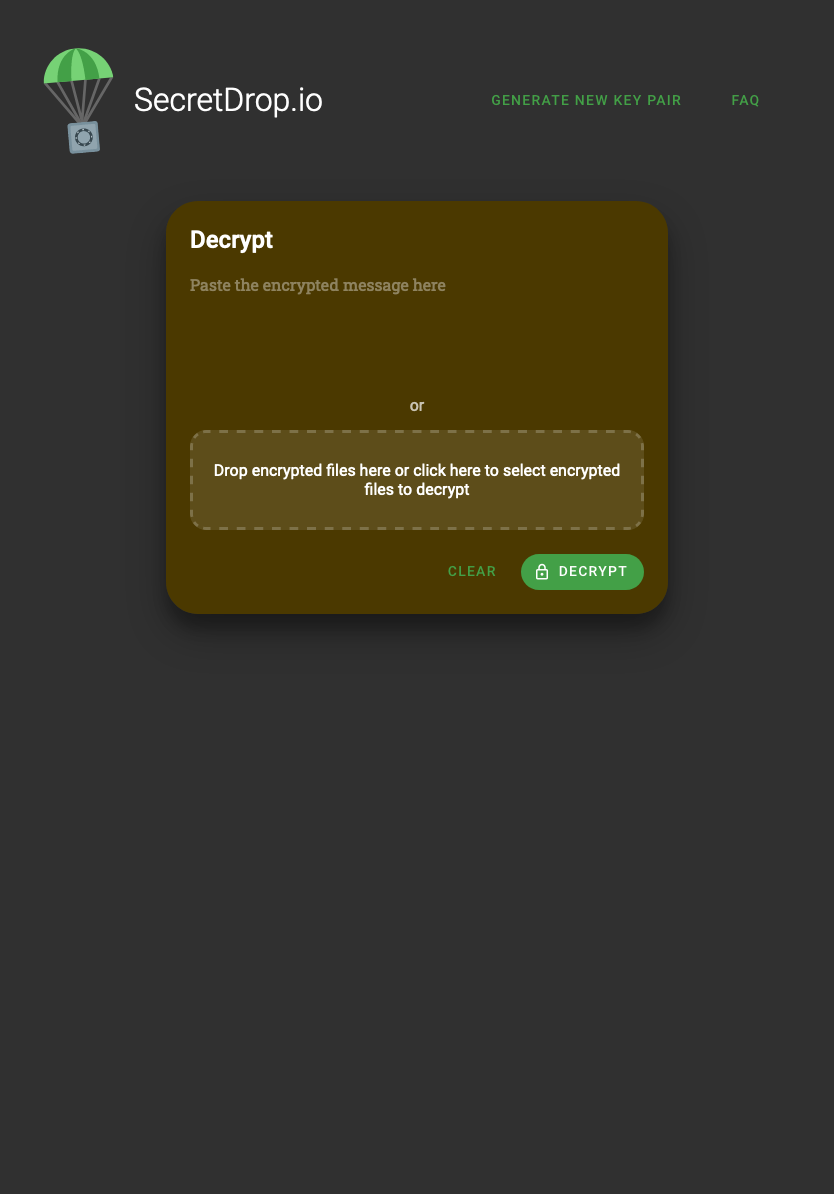 SecretDrop.io
GENERATE NEW KEY PAIR
FAQ
Decrypt
Paste the encrypted message here
or
Drop encrypted files here or click here to select encrypted
files to decrypt
CLEAR
DECRYPT